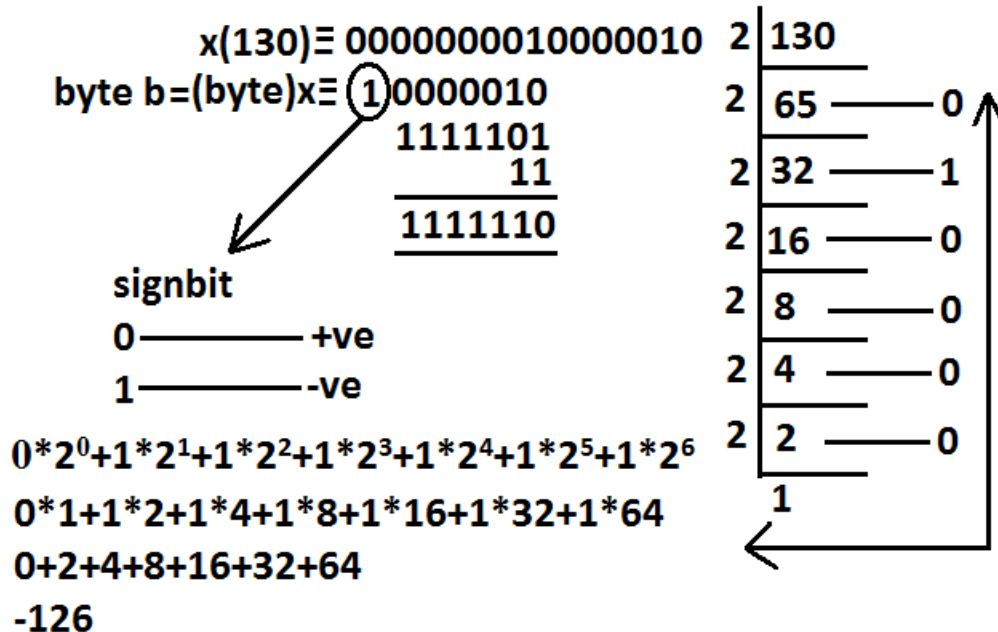 x(130)≡ 0000000010000010
byte b=(byte)x≡ 10000010
1111101
11
1111110
signbit
0 +ve
1 -ve
0*2⁰+1*2¹+1*2²+1*2³+1*2⁴+1*2⁵+1*2⁶
0*1+1*2+1*4+1*8+1*16+1*32+1*64
0+2+4+8+16+32+64
-126
2 130
2 65 0
2 32 1
2 16 0
2 8 0
2 4 0
2 2 0
1